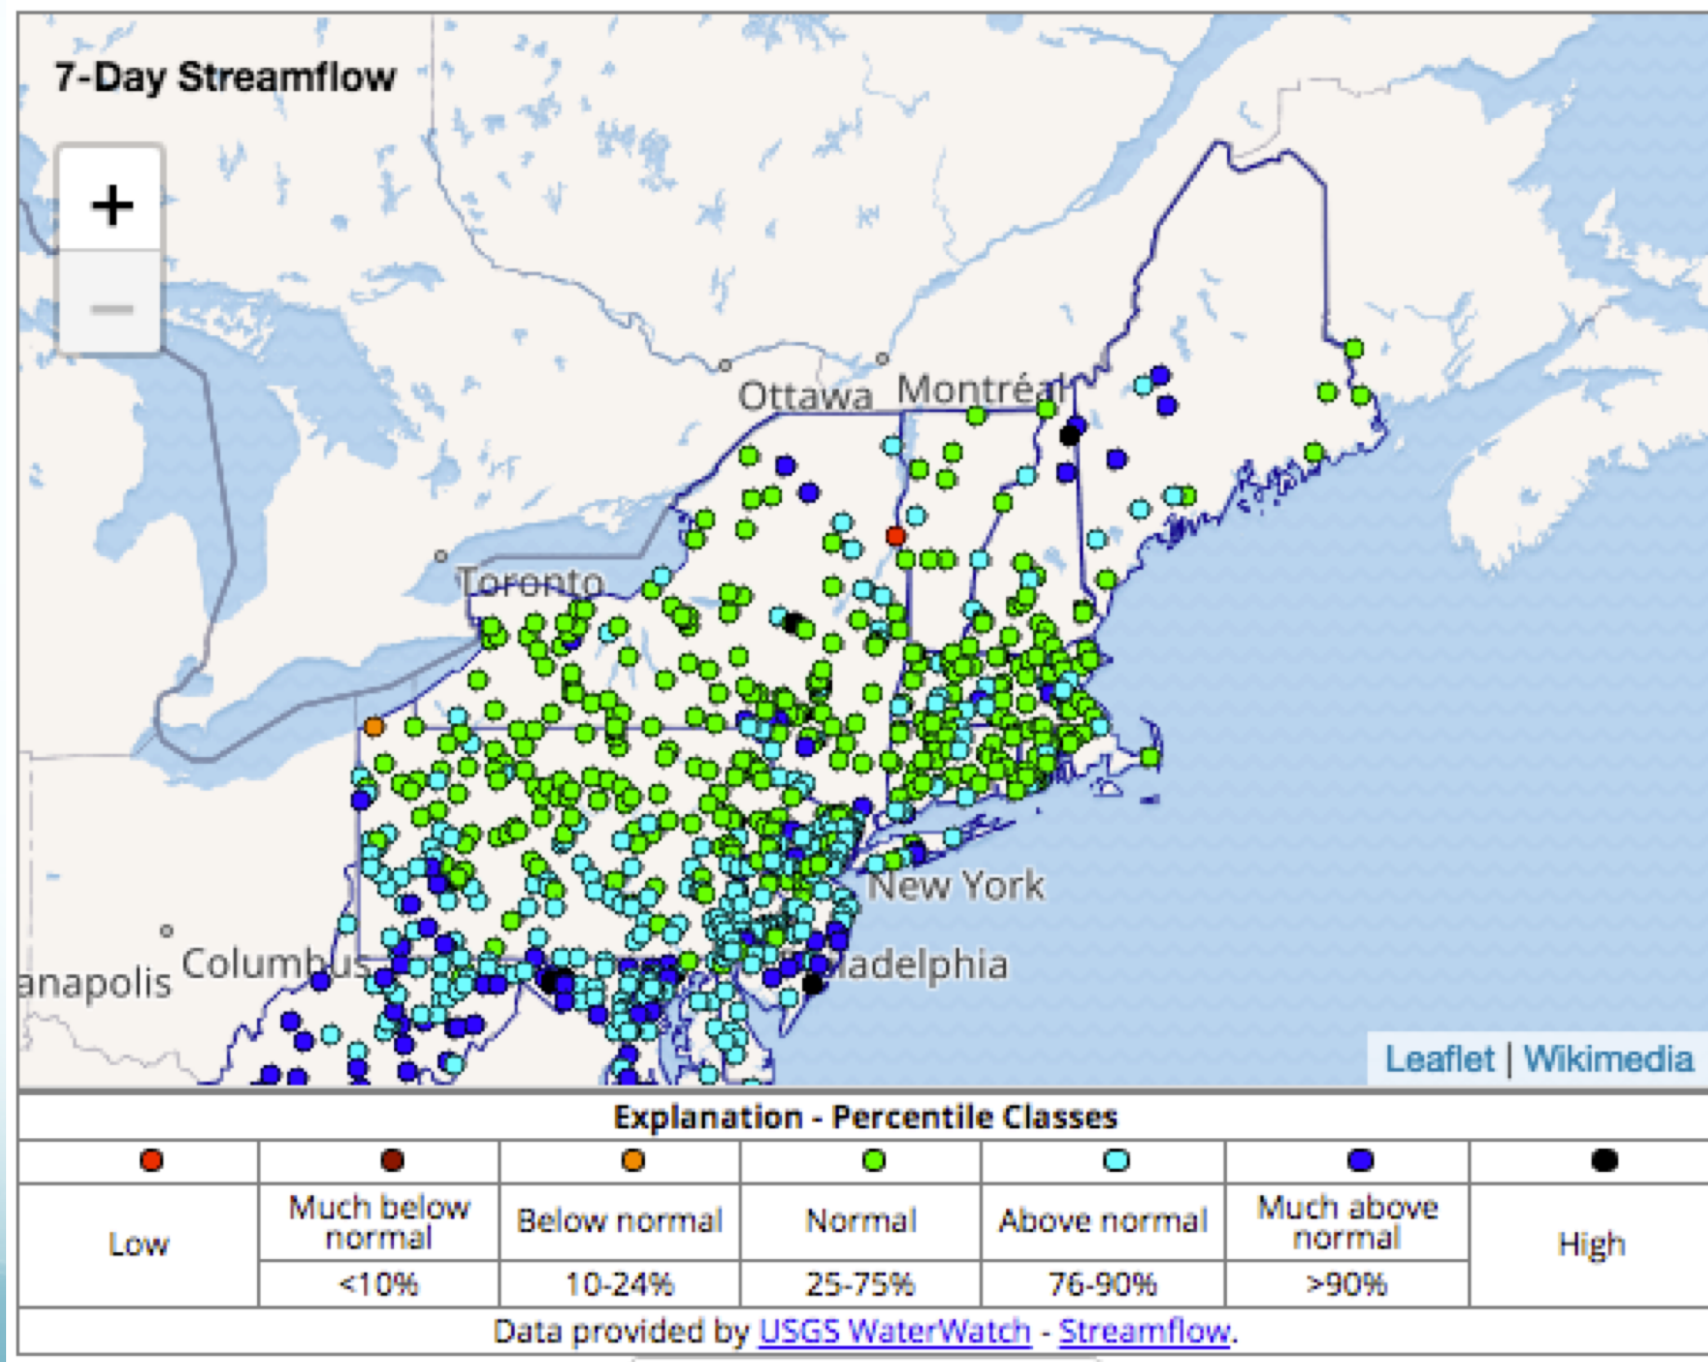 7-Day Streamflow
+
−
Ottawa
Montréal
Toronto
New York
Columbus
anapolis
ladelphia
Leaflet | Wikimedia
Explanation - Percentile Classes
Low
Much below normal
<10%
Below normal
10-24%
Normal
25-75%
Above normal
76-90%
Much above normal
>90%
High
Data provided by USGS WaterWatch - Streamflow.